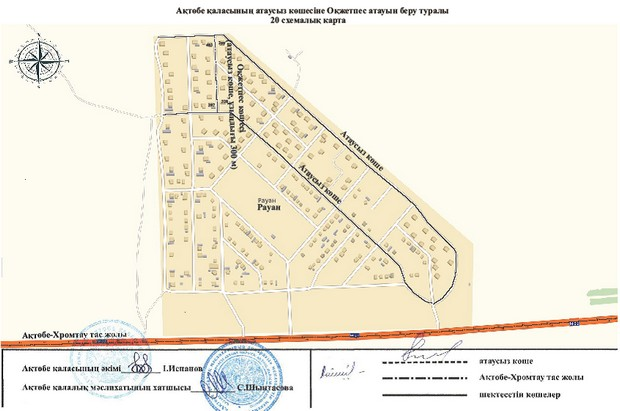 Ақтөбе қаласының атаусыз көшесіне Оқжетпес атауын беру туралы
20 схемалық карта
Оқжетпес көшесі
(атаусыз көше, ұзындығы 300 м)
Атаусыз көше
Атаусыз көше
Рауан
Рауан
Ақтөбе-Хромтау тас жолы
Ақтөбе қаласының әкімі І.Испанов
Ақтөбе қалалық мәслихатының хатшысы С.Шынтасова
атаусыз көше
Ақтөбе-Хромтау тас жолы
шектесетін көшелер